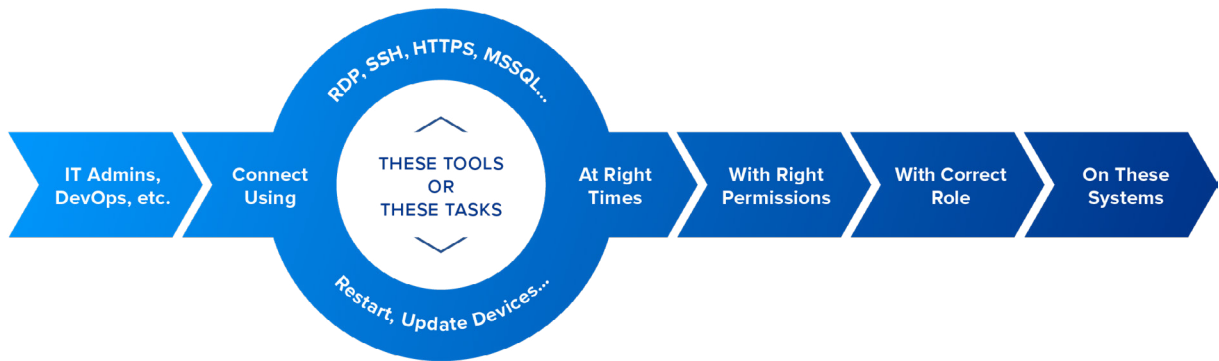 IT Admins,
DevOps, etc.
Connect
Using
RDP, SSH, HTTPS, MSSQL...
THESE TOOLS
OR
THESE TASKS
Restart, Update Devices...
At Right
Times
With Right
Permissions
With Correct
Role
On These
Systems